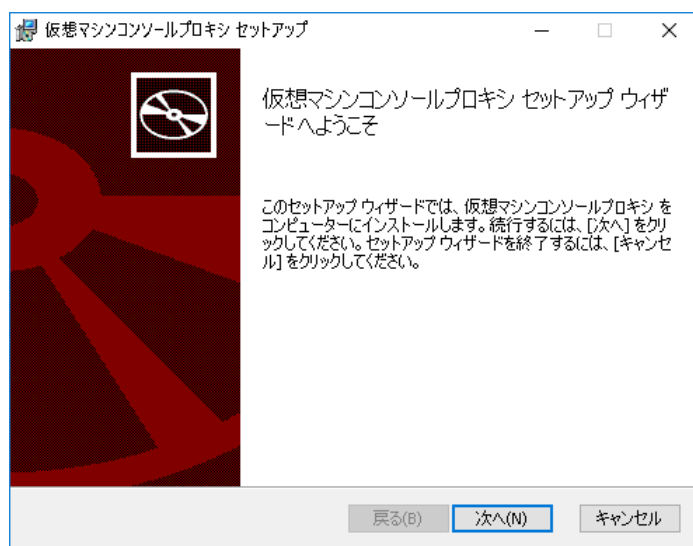 仮想マシンコンソールプロキシ セットアップ
仮想マシンコンソールプロキシ セットアップ ウィザ
ードへようこそ
このセットアップ ウィザードでは、仮想マシンコンソールプロキシ を
コンピューターにインストールします。続行するには、[次へ] をクリ
ックしてください。セットアップ ウィザードを終了するには、[キャンセ
ル] をクリックしてください。
戻る(B) 次へ(N) キャンセル